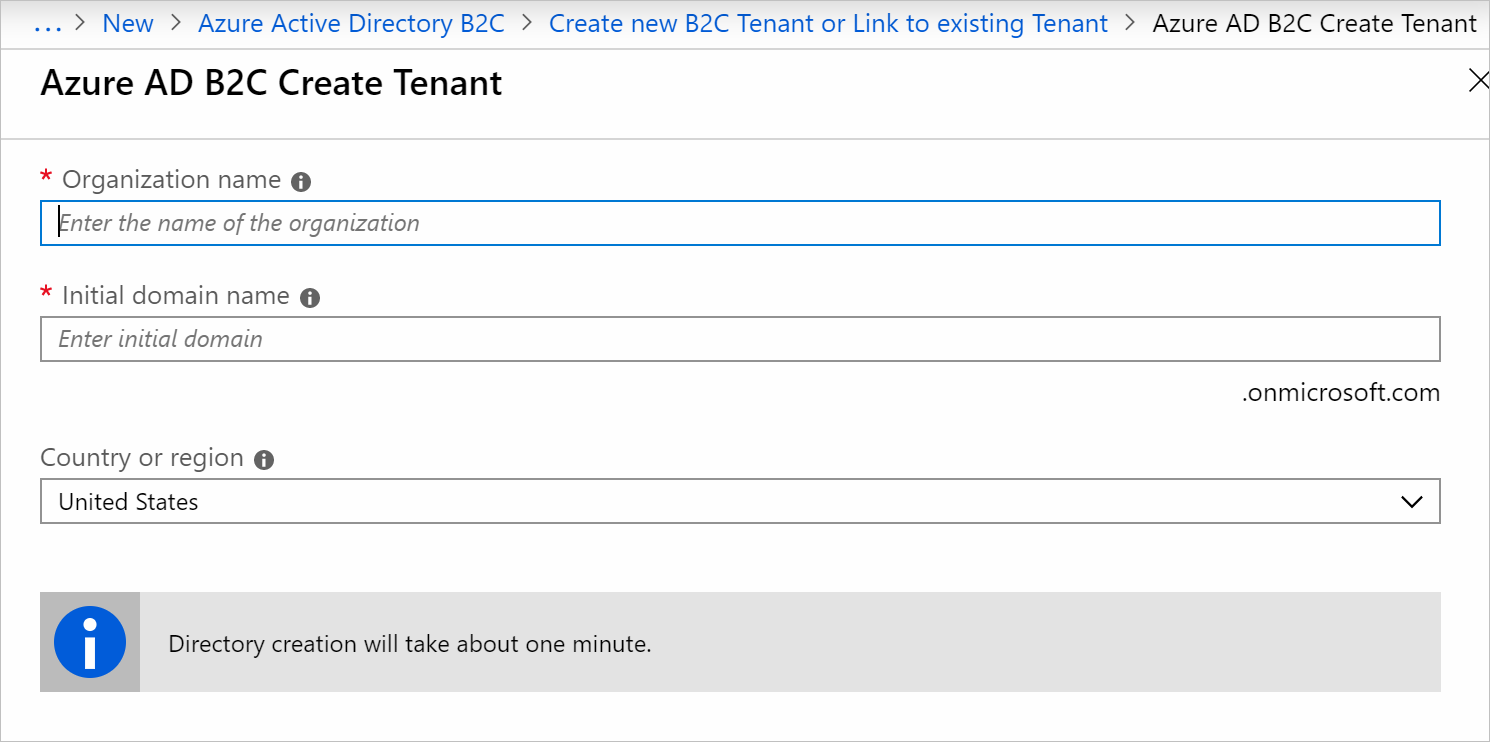 ... > New > Azure Active Directory B2C > Create new B2C Tenant or Link to existing Tenant > Azure AD B2C Create Tenant
Azure AD B2C Create Tenant
* Organization name
Enter the name of the organization
* Initial domain name
Enter initial domain
.onmicrosoft.com
Country or region
United States
Directory creation will take about one minute.